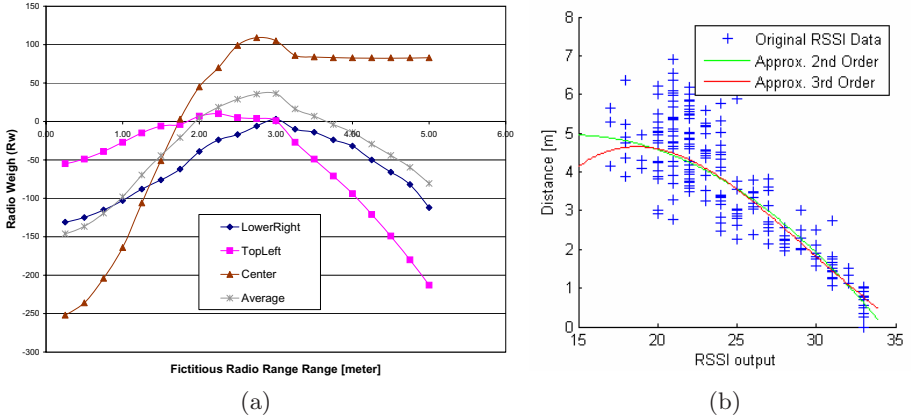 150
100
50
0
-50
-100
-150
-200
-250
-300
Radio Weigh (Rw)
0.00 1.00 2.00 3.00 4.00 5.00 6.00
LowerRight
TopLeft
Center
Average
Fictitious Radio Range Range [meter]
(a)
8
7
6
5
4
3
2
1
0
Distance [m]
Original RSSI Data
Approx. 2nd Order
Approx. 3rd Order
15 20 25 30 35
RSSI output
(b)